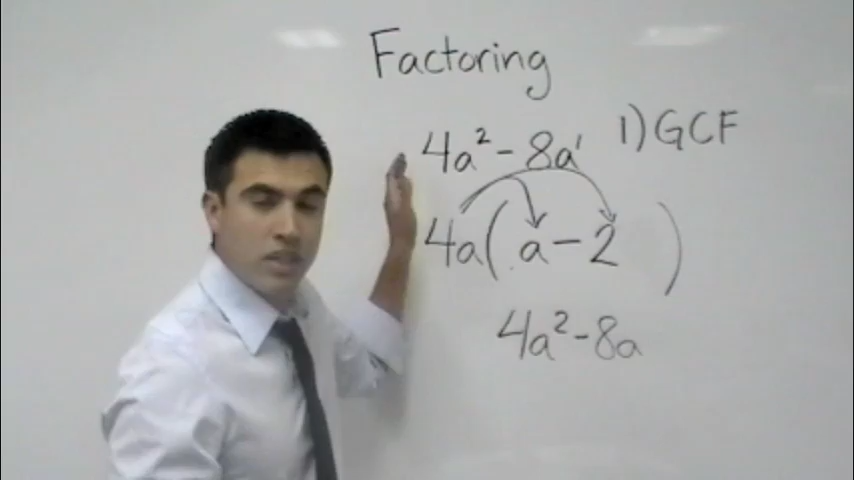 Factoring
4a² - 8a¹ 1) GCF
4a( a - 2 )
4a² - 8a